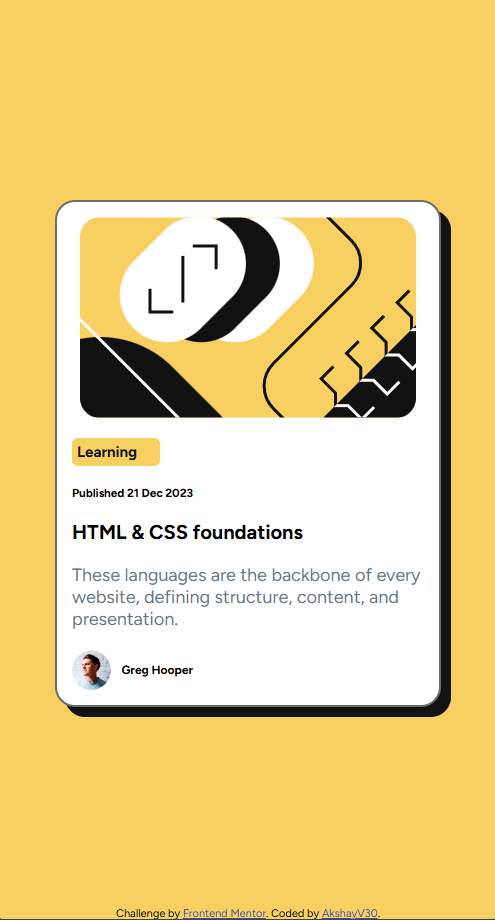 Learning
Published 21 Dec 2023
HTML & CSS foundations
These languages are the backbone of every
website, defining structure, content, and
presentation.
Greg Hooper
Challenge by Frontend Mentor. Coded by AkshayV30.